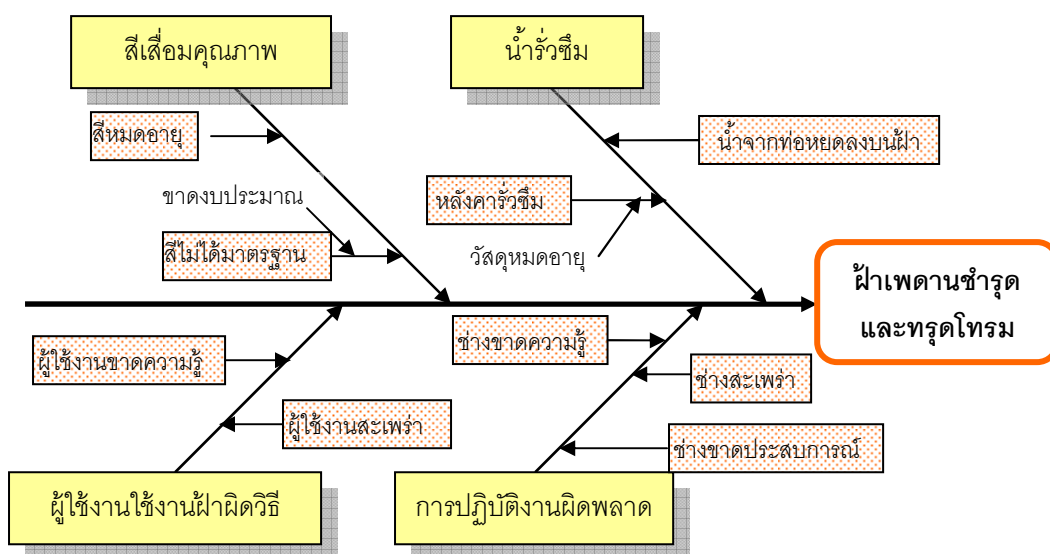 สีเสื่อมคุณภาพ
น้ำรั่วซึม
สีหมดอายุ
น้ำจากท่อหยดลงบนฝ้า
ขาดงบประมาณ
หลังคารั่วซึม
สีไม่ได้มาตรฐาน
วัสดุหมดอายุ
ฝ้าเพดานชำรุด
และทรุดโทรม
ผู้ใช้งานขาดความรู้
ช่างขาดความรู้
ช่างสะเพร่า
ผู้ใช้งานสะเพร่า
ช่างขาดประสบการณ์
ผู้ใช้งานใช้งานฝ้าผิดวิธี
การปฏิบัติงานผิดพลาด